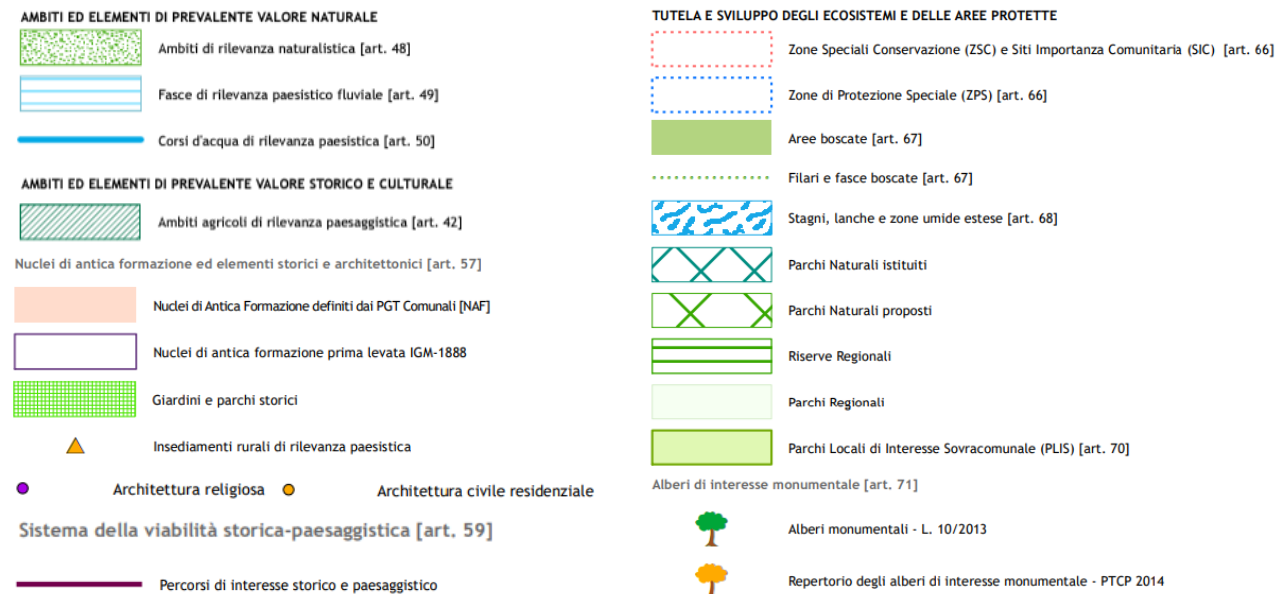 AMBITI ED ELEMENTI DI PREVALENTE VALORE NATURALE
Ambiti di rilevanza naturalistica [art. 48]
Fasce di rilevanza paesistico fluviale [art. 49]
Corsi d'acqua di rilevanza paesistica [art. 50]
AMBITI ED ELEMENTI DI PREVALENTE VALORE STORICO E CULTURALE
Ambiti agricoli di rilevanza paesaggistica [art. 42]
Nuclei di antica formazione ed elementi storici e architettonici [art. 57]
Nuclei di Antica Formazione definiti dai PGT Comunali [NAF]
Nuclei di antica formazione prima levata IGM-1888
Giardini e parchi storici
Insediamenti rurali di rilevanza paesistica
Architettura religiosa
Architettura civile residenziale
Sistema della viabilità storica-paesaggistica [art. 59]
Percorsi di interesse storico e paesaggistico
TUTELA E SVILUPPO DEGLI ECOSISTEMI E DELLE AREE PROTETTE
Zone Speciali Conservazione (ZSC) e Siti Importanza Comunitaria (SIC) [art. 66]
Zone di Protezione Speciale (ZPS) [art. 66]
Aree boscate [art. 67]
Filari e fasce boscate [art. 67]
Stagni, lanche e zone umide estese [art. 68]
Parchi Naturali istituiti
Parchi Naturali proposti
Riserve Regionali
Parchi Regionali
Parchi Locali di Interesse Sovracomunale (PLIS) [art. 70]
Alberi di interesse monumentale [art. 71]
Alberi monumentali - L. 10/2013
Repertorio degli alberi di interesse monumentale - PTCP 2014